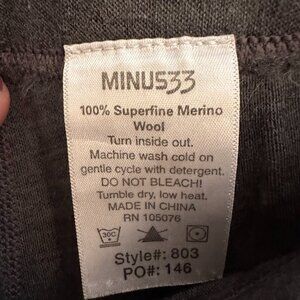 MINUS33
100% Superfine Merino
Wool
Turn inside out.
Machine wash cold on
gentle cycle with detergent.
DO NOT BLEACH!
Tumble dry, low heat.
MADE IN CHINA
RN 105076
30C
Style#: 803
PO#: 146